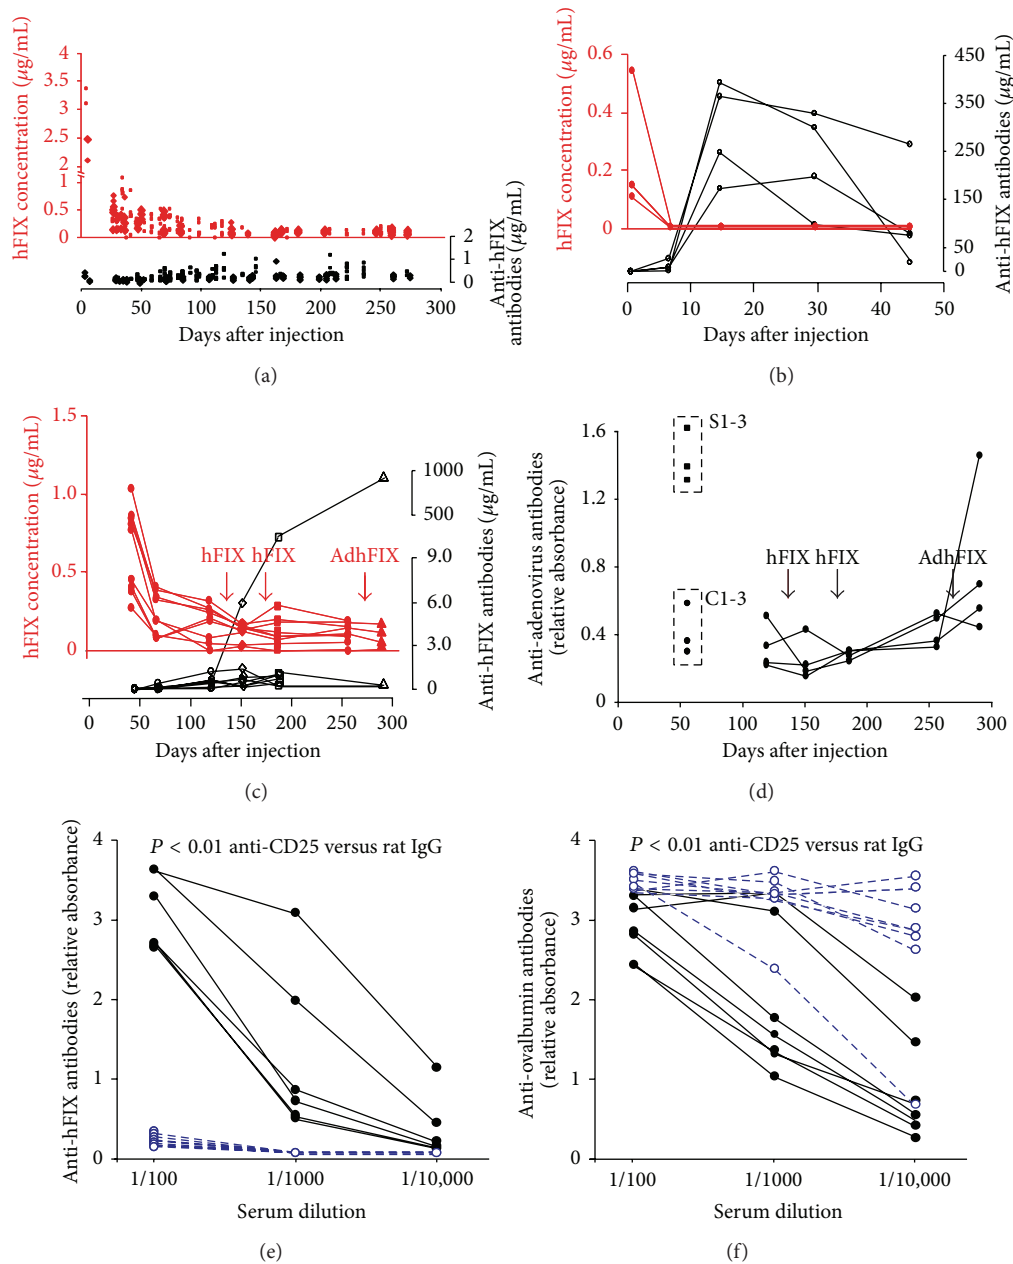 hFIX concentration (μg/mL)
4
3.5
3
2.5
2
1
0.5
0
Anti-hFIX
antibodies (μg/mL)
2
1
0
0
50
100
150
200
250
300
Days after injection
(a)
hFIX concentration (μg/mL)
0.6
0.4
0.2
0
Anti-hFIX antibodies (μg/mL)
450
350
250
150
50
0
0
10
20
30
40
50
Days after injection
(b)
hFIX concentration (μg/mL)
1.5
1.0
0.5
0
hFIX hFIX AdhFIX
Anti-hFIX antibodies (μg/mL)
1000
500
9.0
6.0
3.0
0
0
50
100
150
200
250
300
Days after injection
(c)
Anti-adenovirus antibodies
(relative absorbance)
2
1.6
1.2
0.8
0.4
0
S1-3
hFIX hFIX AdhFIX
C1-3
0
50
100
150
200
250
300
Days after injection
(d)
Anti-hFIX antibodies (relative absorbance)
4
3
2
1
0
P < 0.01 anti-CD25 versus rat IgG
1/100
1/1000
1/10,000
Serum dilution
(e)
Anti-ovalbumin antibodies
(relative absorbance)
4
3
2
1
0
P < 0.01 anti-CD25 versus rat IgG
1/100
1/1000
1/10,000
Serum dilution
(f)